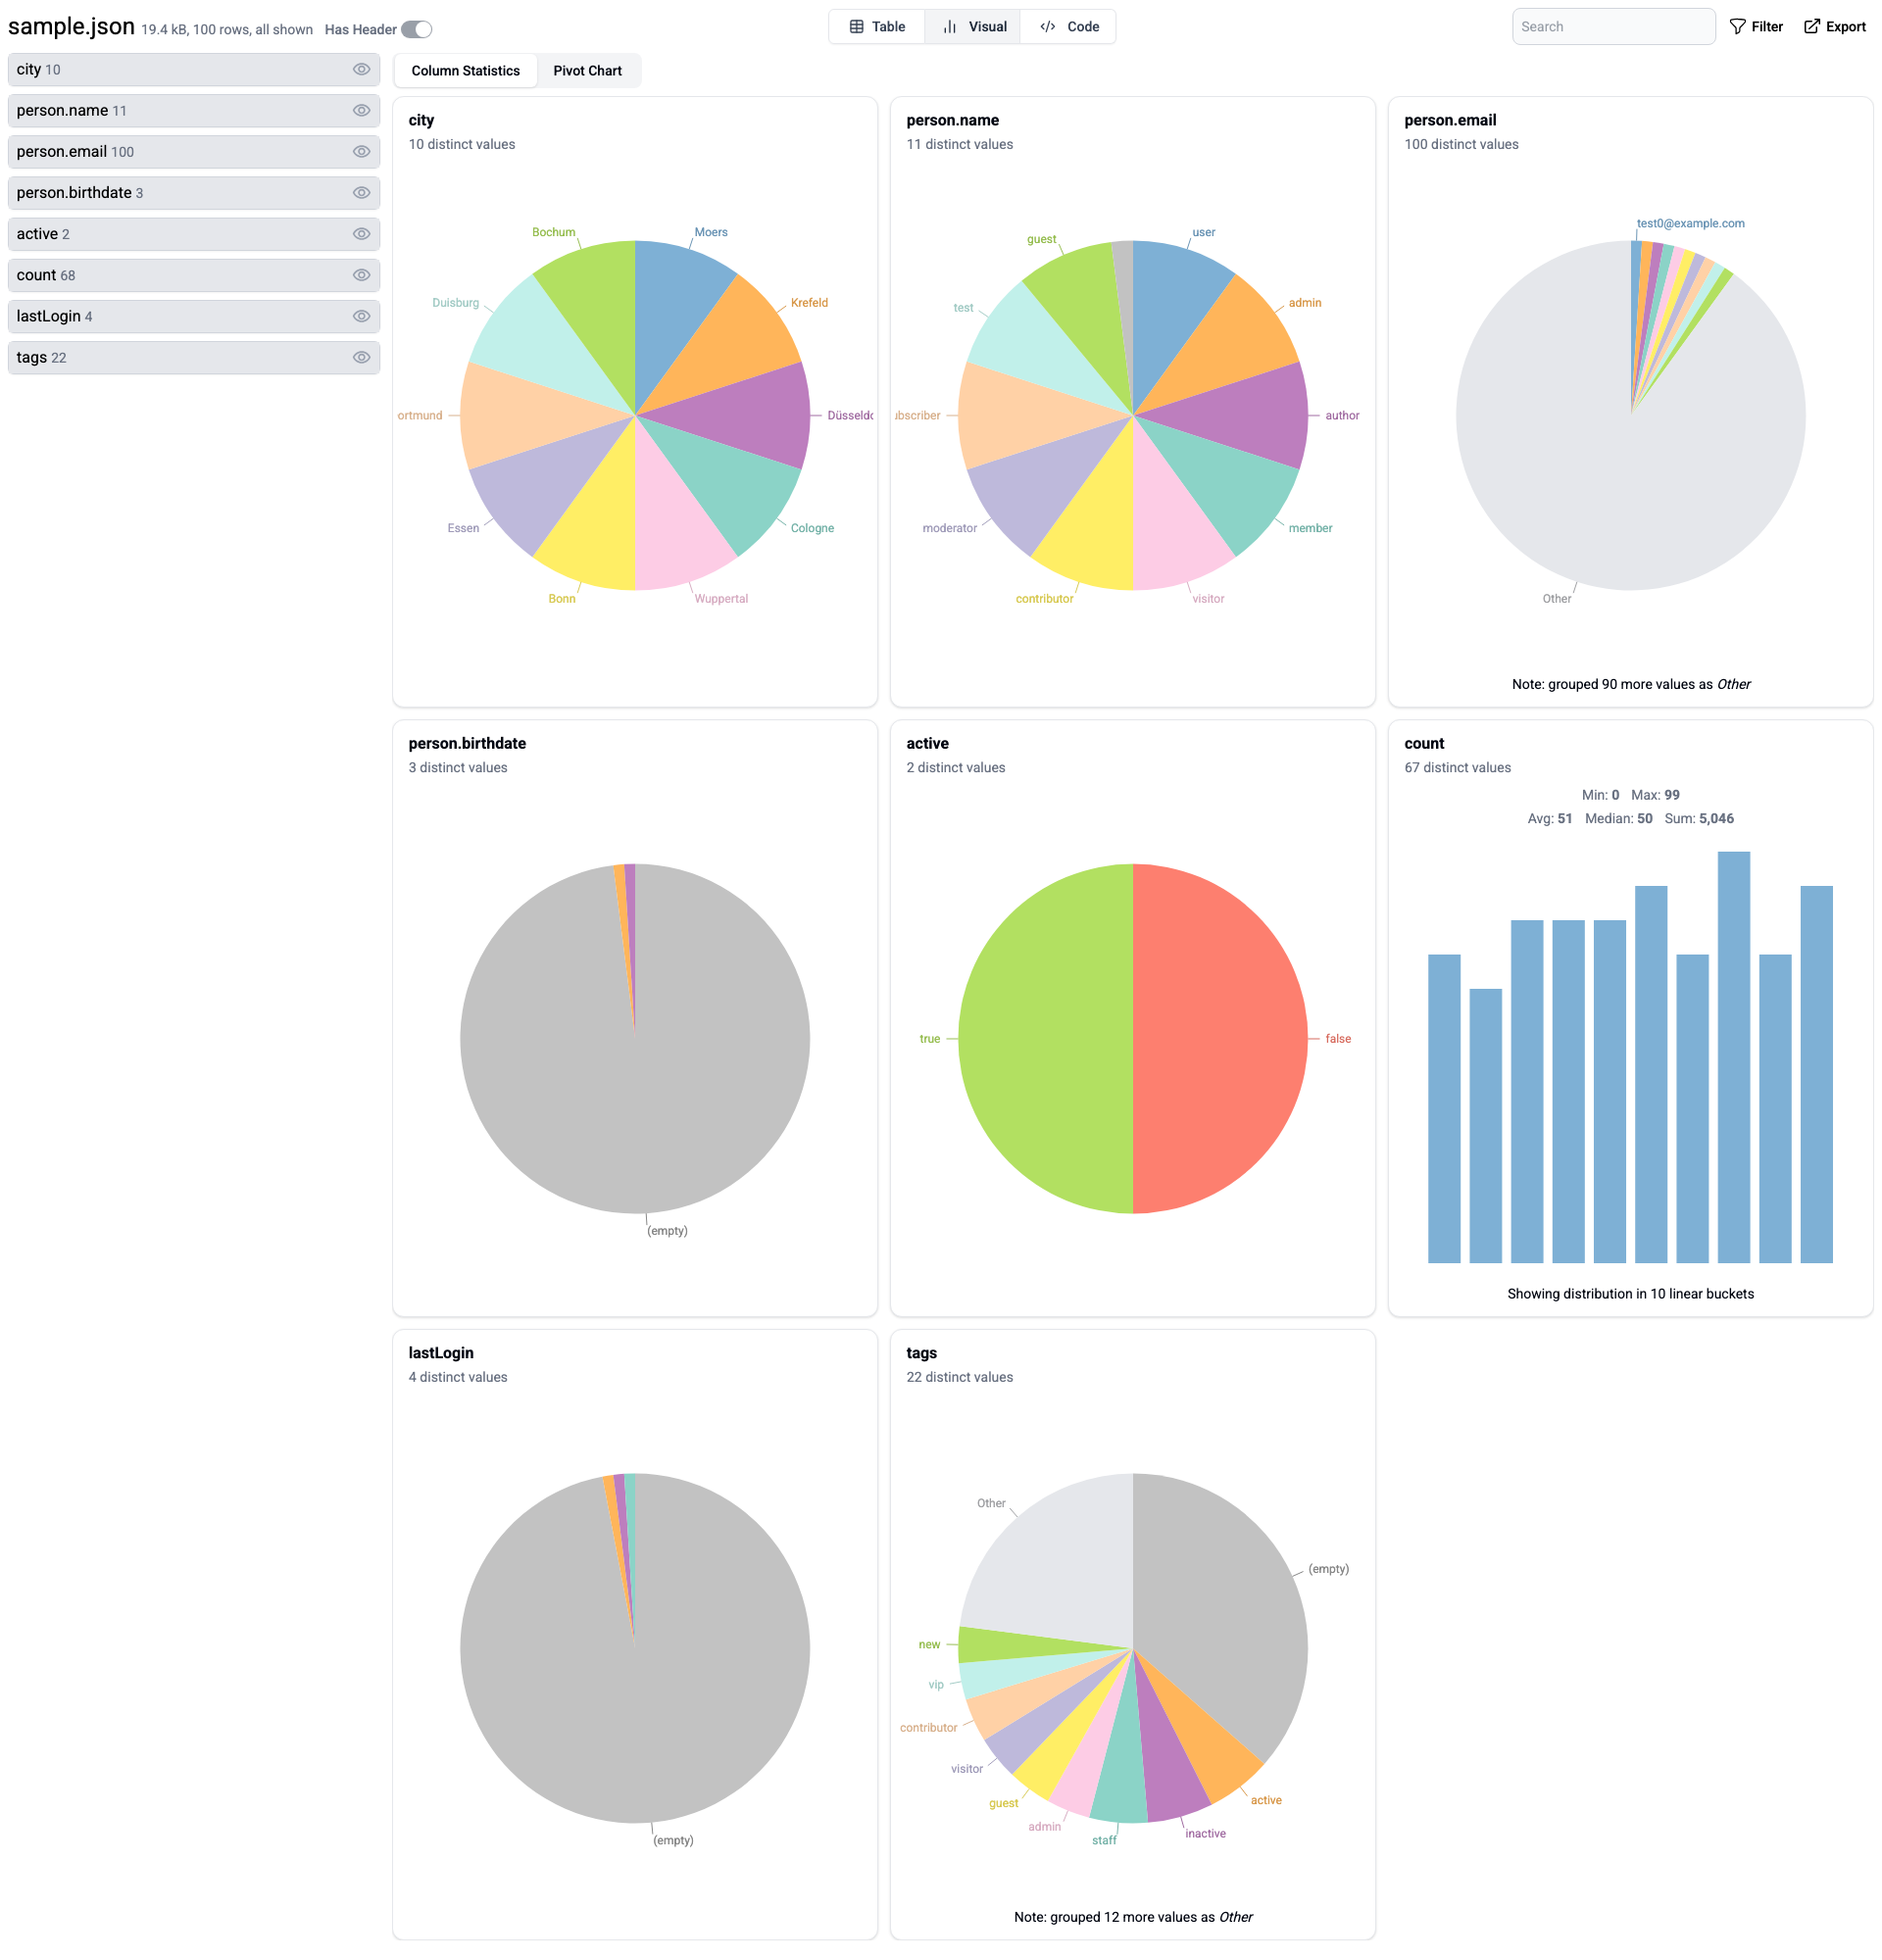 sample.json 19.4 kB, 100 rows, all shown Has Header
Table Visual Code
Search Filter Export
city 10
person.name 11
person.email 100
person.birthdate 3
active 2
count 68
lastLogin 4
tags 22
Column Statistics Pivot Chart
city
10 distinct values
Bochum
Moers
Duisburg
Krefeld
ortmund
Düsseldo
Essen
Cologne
Bonn
Wuppertal
person.name
11 distinct values
guest
user
test
admin
ubscriber
author
moderator
member
contributor
visitor
person.email
100 distinct values
test0@example.com
Other
Note: grouped 90 more values as Other
person.birthdate
3 distinct values
(empty)
active
2 distinct values
true
false
count
67 distinct values
Min: 0 Max: 99
Avg: 51 Median: 50 Sum: 5,046
Showing distribution in 10 linear buckets
lastLogin
4 distinct values
(empty)
tags
22 distinct values
Other
(empty)
new
vip
contributor
visitor
guest
admin
staff
inactive
active
Note: grouped 12 more values as Other